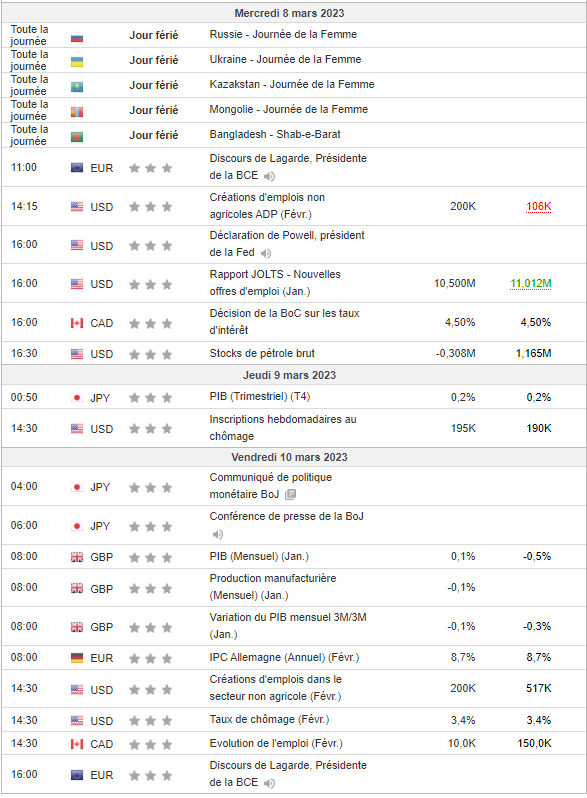 Mercredi 8 mars 2023
Toute la journée Jour férié Russie - Journée de la Femme
Toute la journée Jour férié Ukraine - Journée de la Femme
Toute la journée Jour férié Kazakstan - Journée de la Femme
Toute la journée Jour férié Mongolie - Journée de la Femme
Toute la journée Jour férié Bangladesh - Shab-e-Barat
11:00 EUR Discours de Lagarde, Présidente
de la BCE
14:15 USD Créations d'emplois non
agricoles ADP (Févr.) 200K 106K
16:00 USD Déclaration de Powell, président
de la Fed
16:00 USD Rapport JOLTS - Nouvelles
offres d'emploi (Jan.) 10,500M 11,012M
16:00 CAD Décision de la BoC sur les taux
d'intérêt 4,50% 4,50%
16:30 USD Stocks de pétrole brut -0,308M 1,165M
Jeudi 9 mars 2023
00:50 JPY PIB (Trimestriel) (T4) 0,2% 0,2%
14:30 USD Inscriptions hebdomadaires au
chômage 195K 190K
Vendredi 10 mars 2023
04:00 JPY Communiqué de politique
monétaire BoJ
06:00 JPY Conférence de presse de la BoJ
08:00 GBP PIB (Mensuel) (Jan.) 0,1% -0,5%
08:00 GBP Production manufacturière
(Mensuel) (Jan.) -0,1%
08:00 GBP Variation du PIB mensuel 3M/3M
(Jan.) -0,1% -0,3%
08:00 EUR IPC Allemagne (Annuel) (Févr.) 8,7% 8,7%
14:30 USD Créations d'emplois dans le
secteur non agricole (Févr.) 200K 517K
14:30 USD Taux de chômage (Févr.) 3,4% 3,4%
14:30 CAD Evolution de l'emploi (Févr.) 10,0K 150,0K
16:00 EUR Discours de Lagarde, Présidente
de la BCE